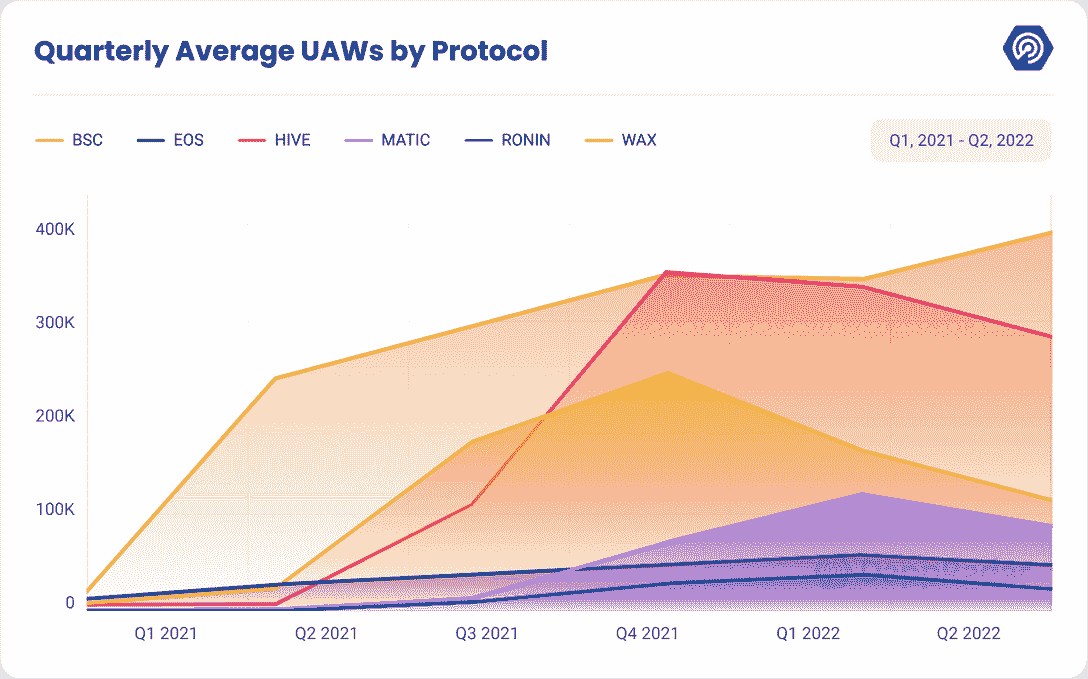 Quarterly Average UAWs by Protocol
BSC EOS HIVE MATIC RONIN WAX
Q1, 2021 - Q2, 2022
400K
300K
200K
100K
0
Q1 2021 Q2 2021 Q3 2021 Q4 2021 Q1 2022 Q2 2022